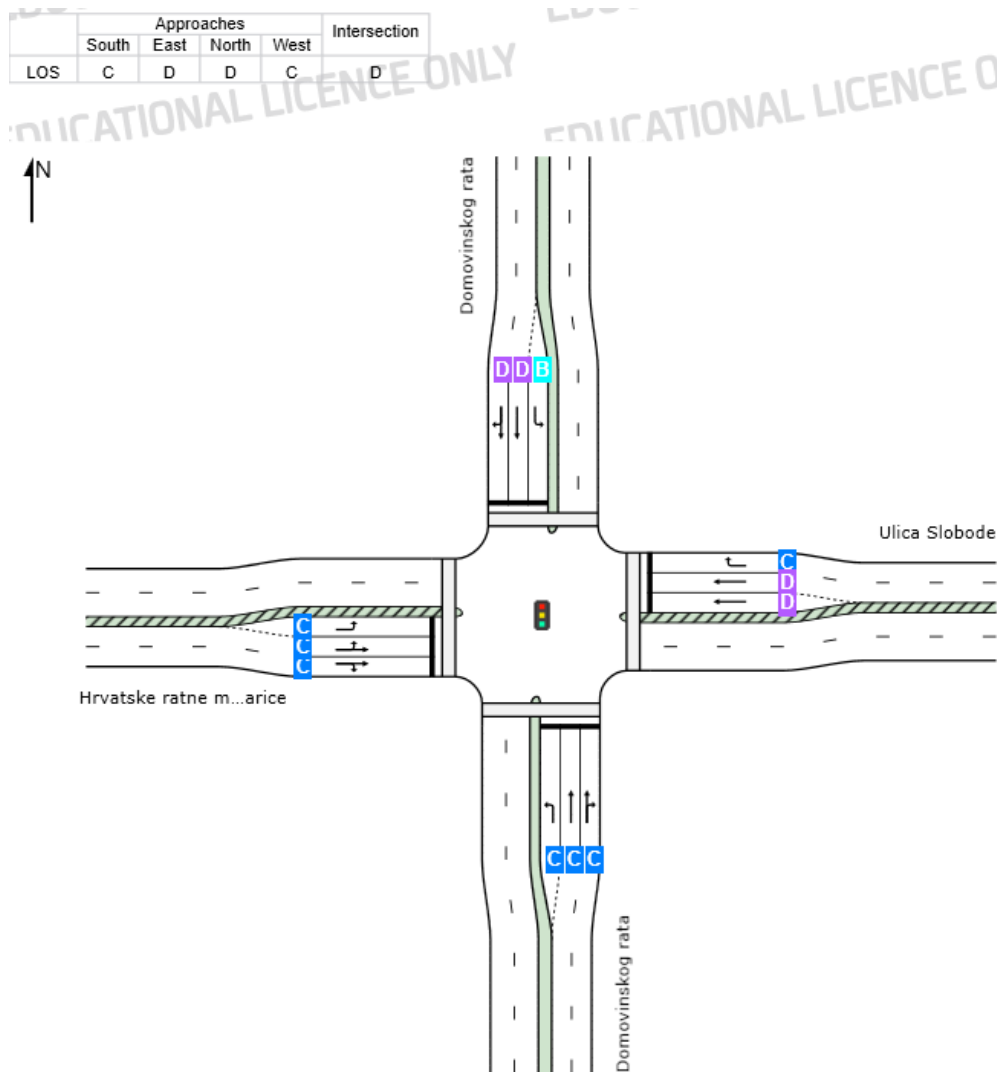 EDUCATIONAL LICENCE ONLY
EDUCATIONAL LICENCE O
Approaches Intersection
South East North West
LOS C D D C D
N
Domovinskog rata
D D B
Ulica Slobode
C
D
D
C
C
C
Hrvatske ratne m...arice
C C C
Domovinskog rata